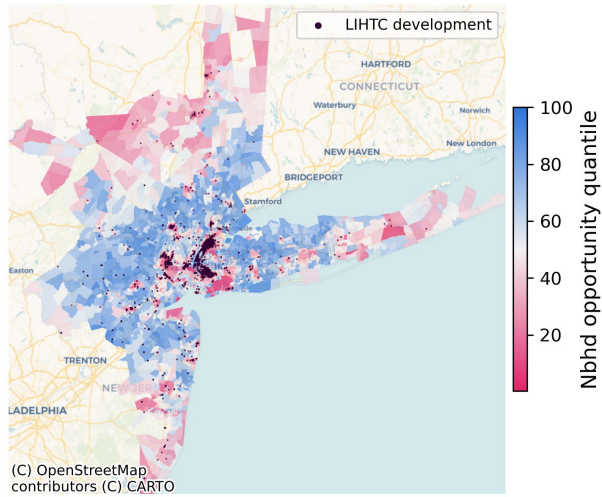 LIHTC development
HARTFORD
CONNECTICUT
Waterbury
Norwich
NEW HAVEN
New London
BRIDGEPORT
Stamford
Easton
TRENTON
NEW JERSEY
LADELPHIA
(C) OpenStreetMap
contributors (C) CARTO
100
80
60
40
20
Nbhd opportunity quantile